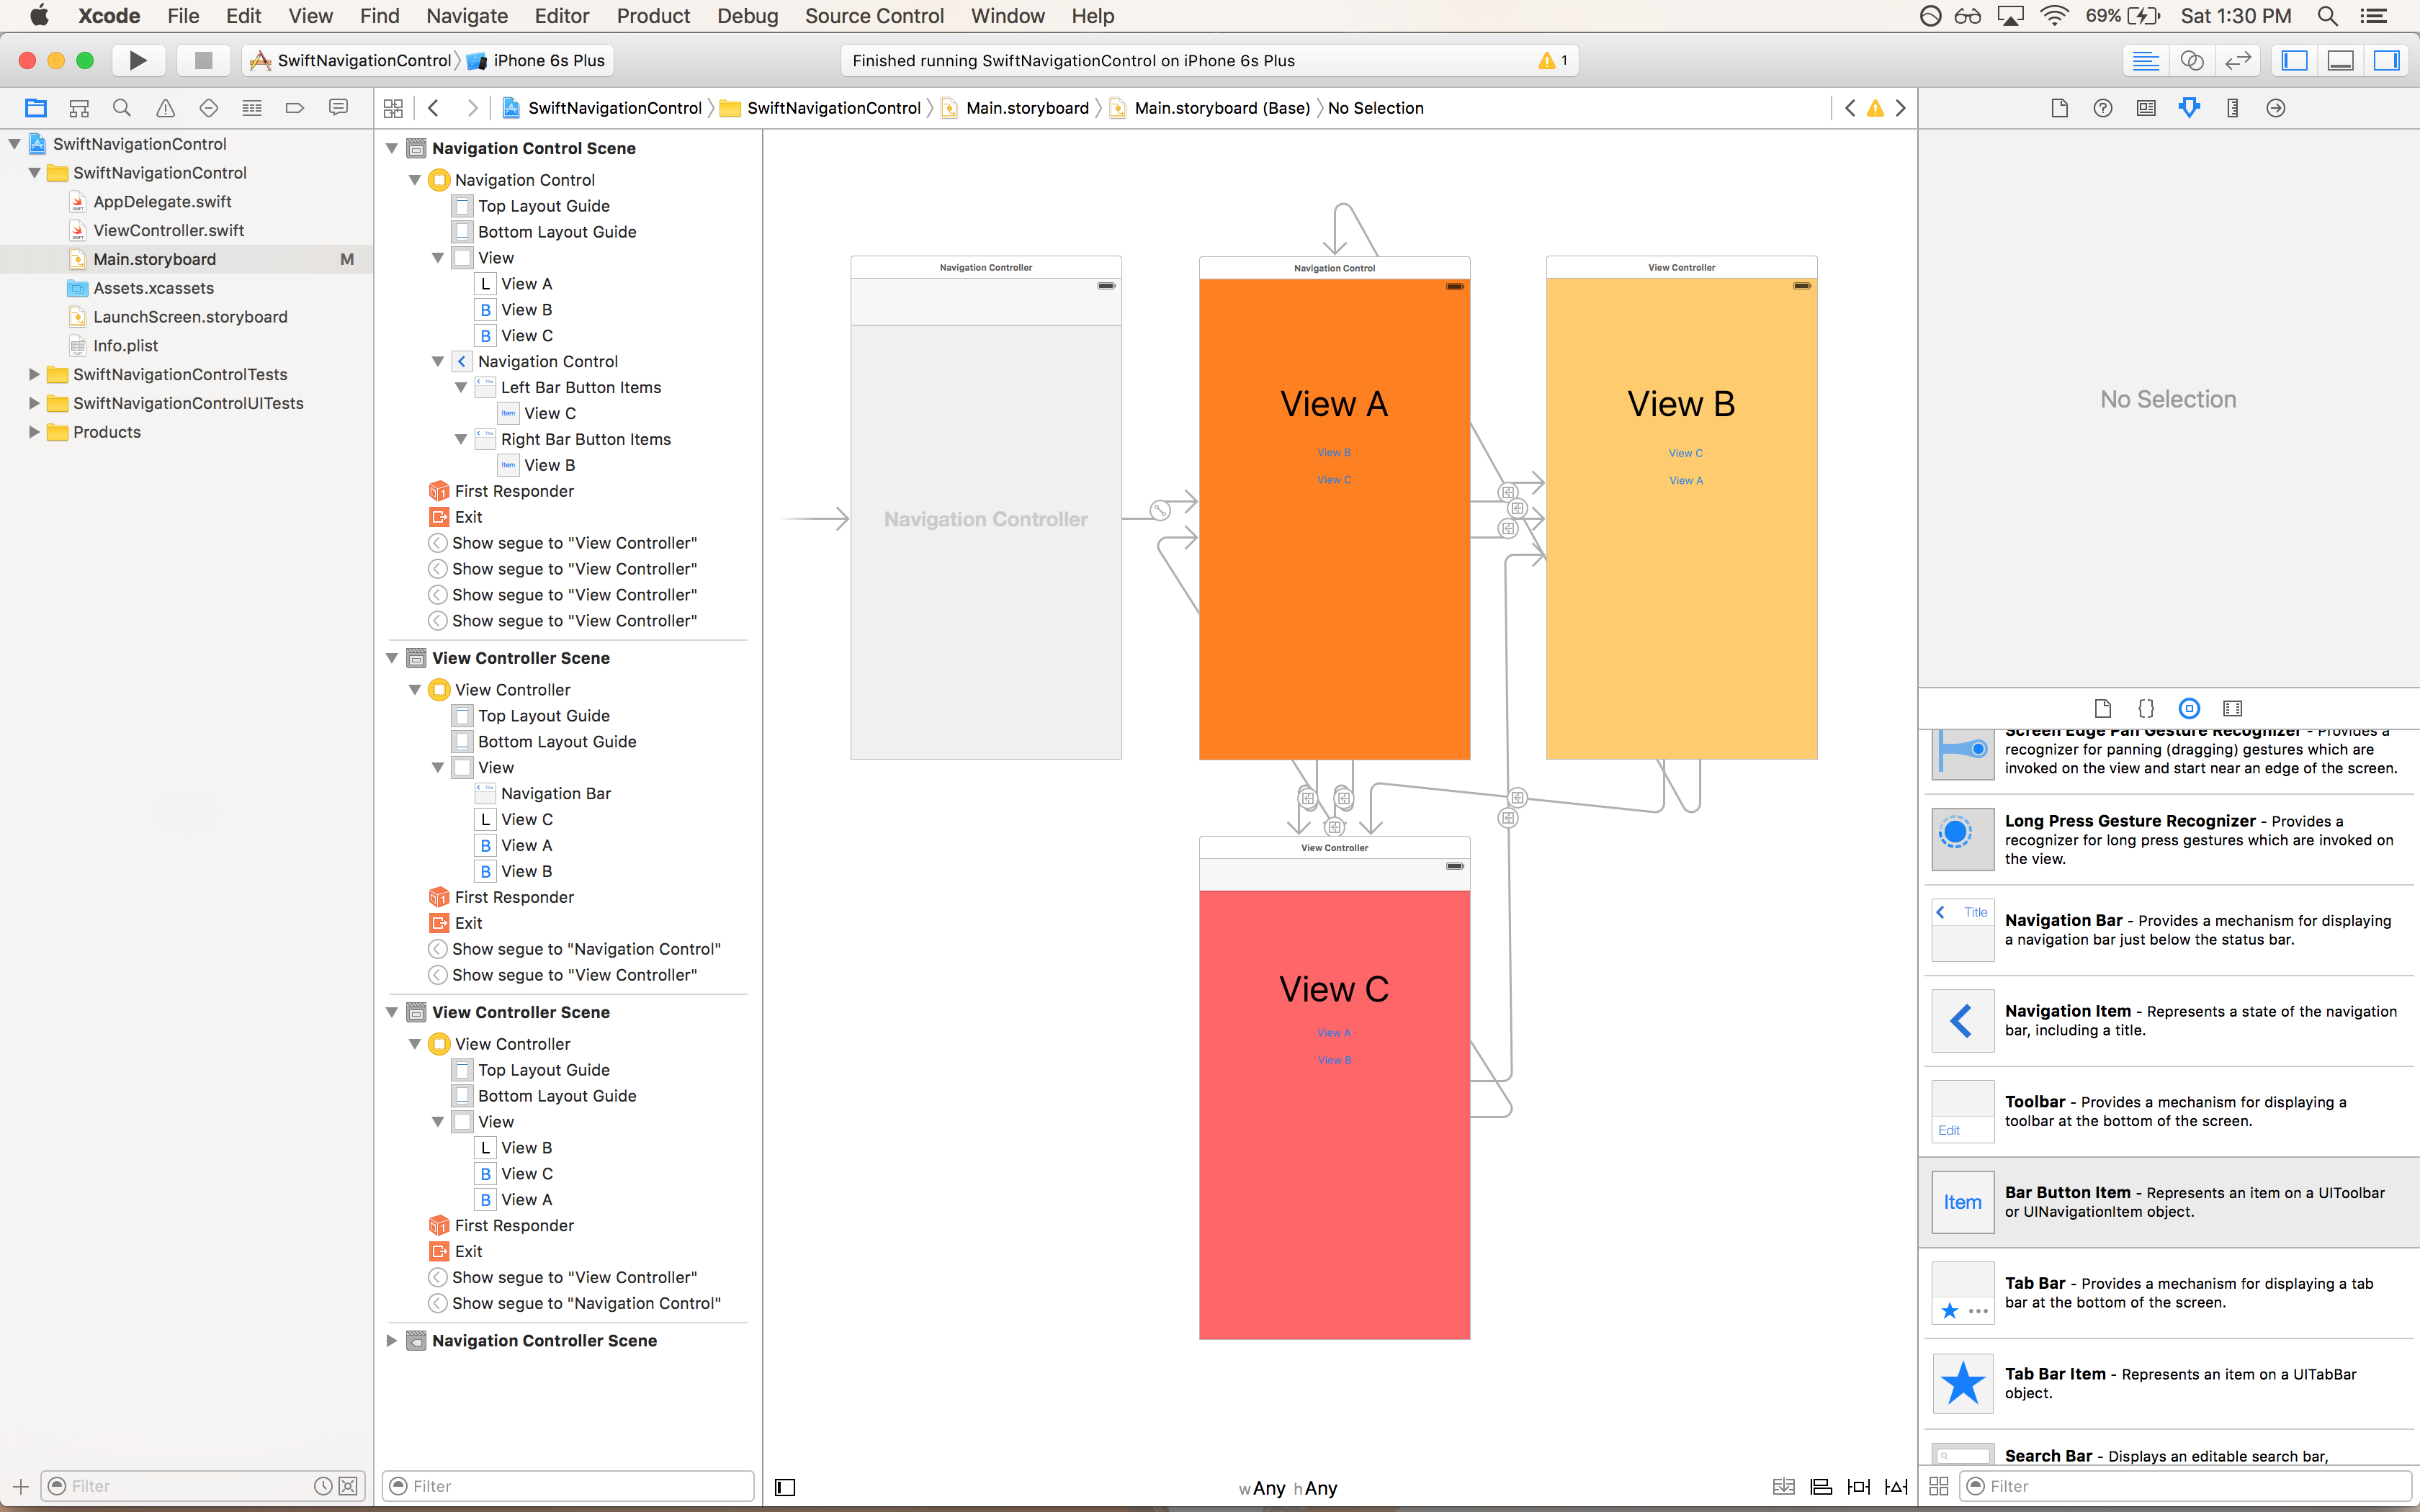 Xcode File Edit View Find Navigate Editor Product Debug Source Control Window Help 69% Sat 1:30 PM
SwiftNavigationControl iPhone 6s Plus
Finished running SwiftNavigationControl on iPhone 6s Plus 1
SwiftNavigationControl SwiftNavigationControl Main.storyboard Main.storyboard (Base) No Selection
SwiftNavigationControl
SwiftNavigationControl
AppDelegate.swift
ViewController.swift
Main.storyboard M
Assets.xcassets
LaunchScreen.storyboard
Info.plist
SwiftNavigationControlTests
SwiftNavigationControlUITests
Products
Filter
Navigation Control Scene
Navigation Control
Top Layout Guide
Bottom Layout Guide
View
L View A
B View B
B View C
Navigation Control
Left Bar Button Items
Item View C
Right Bar Button Items
Item View B
First Responder
Exit
Show segue to "View Controller"
Show segue to "View Controller"
Show segue to "View Controller"
Show segue to "View Controller"
View Controller Scene
View Controller
Top Layout Guide
Bottom Layout Guide
View
Navigation Bar
L View C
B View A
B View B
First Responder
Exit
Show segue to "Navigation Control"
Show segue to "View Controller"
View Controller Scene
View Controller
Top Layout Guide
Bottom Layout Guide
View
L View B
B View C
B View A
First Responder
Exit
Show segue to "View Controller"
Show segue to "Navigation Control"
Navigation Controller Scene
Filter
Navigation Controller
Navigation Controller
Navigation Control
View A
View B
View C
View Controller
View B
View C
View A
View Controller
View C
View A
View B
wAny hAny
No Selection
Screen Edge Pan Gesture Recognizer - Provides a
recognizer for panning (dragging) gestures which are
invoked on the view and start near an edge of the screen.
Long Press Gesture Recognizer - Provides a
recognizer for long press gestures which are invoked on
the view.
Title
Navigation Bar - Provides a mechanism for displaying
a navigation bar just below the status bar.
Navigation Item - Represents a state of the navigation
bar, including a title.
Edit
Toolbar - Provides a mechanism for displaying a
toolbar at the bottom of the screen.
Item
Bar Button Item - Represents an item on a UIToolbar
or UINavigationItem object.
Tab Bar - Provides a mechanism for displaying a tab
bar at the bottom of the screen.
Tab Bar Item - Represents an item on a UITabBar
object.
Search Bar - Displays an editable search bar,
Filter